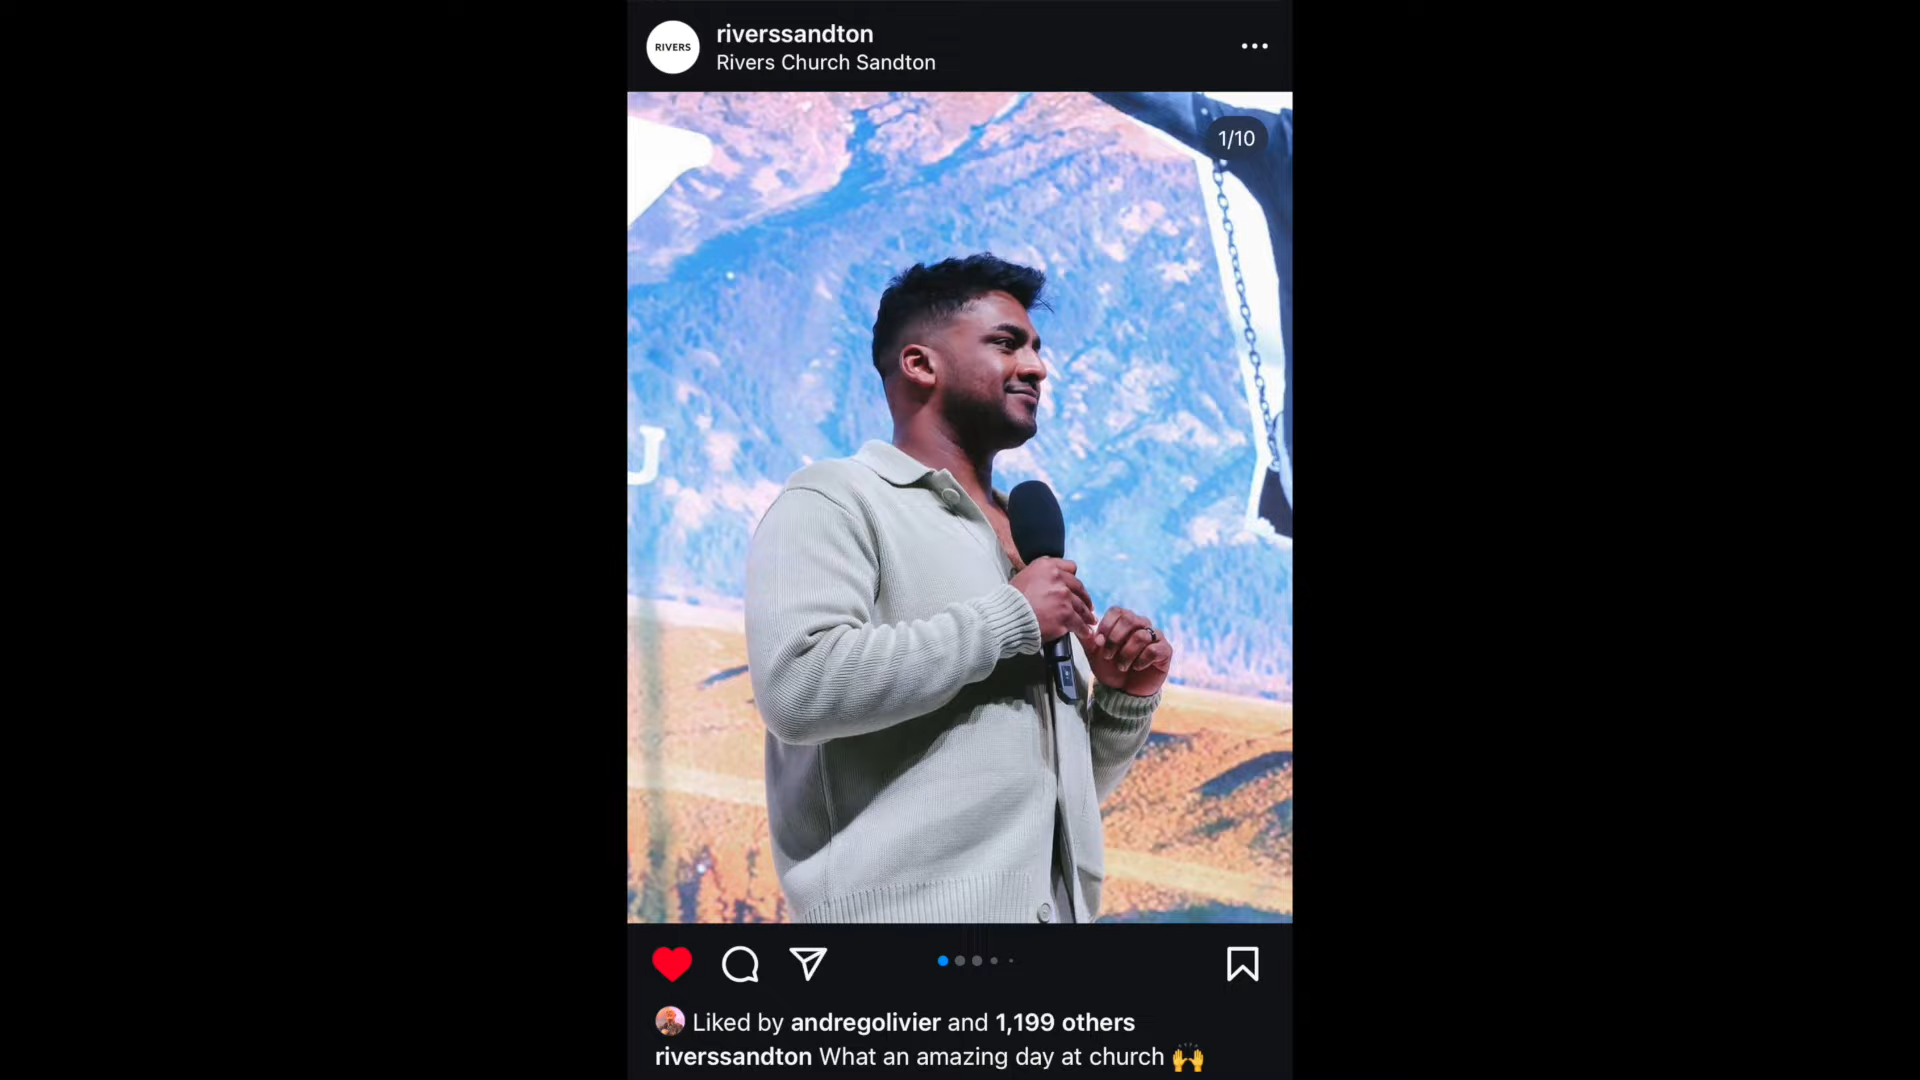 RIVERS
riverssandton
Rivers Church Sandton
1/10
U
Liked by andregolivier and 1,199 others
riverssandton What an amazing day at church 🙌